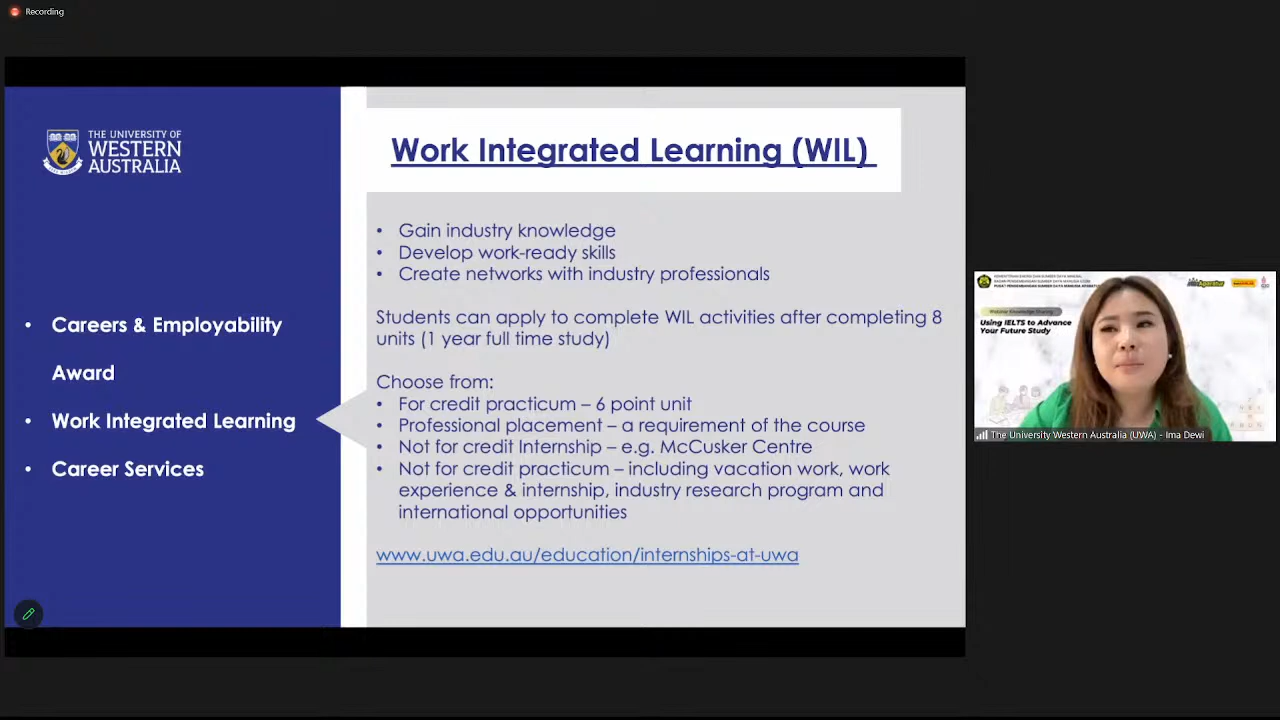 Recording
THE UNIVERSITY OF
WESTERN
AUSTRALIA
• Careers & Employability
Award
• Work Integrated Learning
• Career Services
Work Integrated Learning (WIL)
• Gain industry knowledge
• Develop work-ready skills
• Create networks with industry professionals
Students can apply to complete WIL activities after completing 8
units (1 year full time study)
Choose from:
• For credit practicum – 6 point unit
• Professional placement – a requirement of the course
• Not for credit Internship – e.g. McCusker Centre
• Not for credit practicum – including vacation work, work
experience & internship, industry research program and
international opportunities
www.uwa.edu.au/education/internships-at-uwa
Webinar Knowledge Sharing
Using IELTS to Advance
Your Future Study
The University Western Australia (UWA) - Ima Dewi